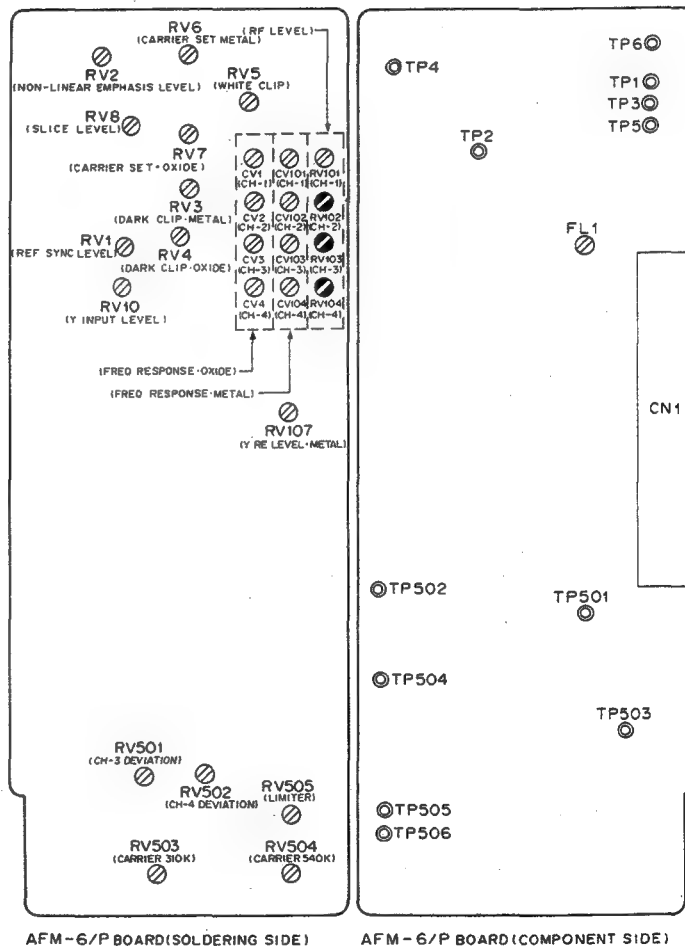 RV6
(CARRIER SET METAL)
(RF LEVEL)
RV2
(NON-LINEAR EMPHASIS LEVEL)
RV5
(WHITE CLIP)
RV8
(SLICE LEVEL)
RV7
(CARRIER SET-OXIDE)
CV1
(CH-1)
CV101
(CH-1)
RV101
(CH-1)
RV3
(DARK CLIP-METAL)
CV2
(CH-2)
CV102
(CH-2)
RV102
(CH-2)
RV1
(REF SYNC LEVEL)
RV4
(DARK CLIP-OXIDE)
CV3
(CH-3)
CV103
(CH-3)
RV103
(CH-3)
RV10
(Y INPUT LEVEL)
CV4
(CH-4)
CV104
(CH-4)
RV104
(CH-4)
(FREQ RESPONSE-OXIDE)
(FREQ RESPONSE-METAL)
RV107
(Y RE LEVEL-METAL)
RV501
(CH-3 DEVIATION)
RV502
(CH-4 DEVIATION)
RV505
(LIMITER)
RV503
(CARRIER 310K)
RV504
(CARRIER 540K)
AFM-6/P BOARD(SOLDERING SIDE)
TP6
TP4
TP1
TP3
TP5
TP2
FL1
CN1
TP502
TP501
TP504
TP503
TP505
TP506
AFM-6/P BOARD(COMPONENT SIDE)